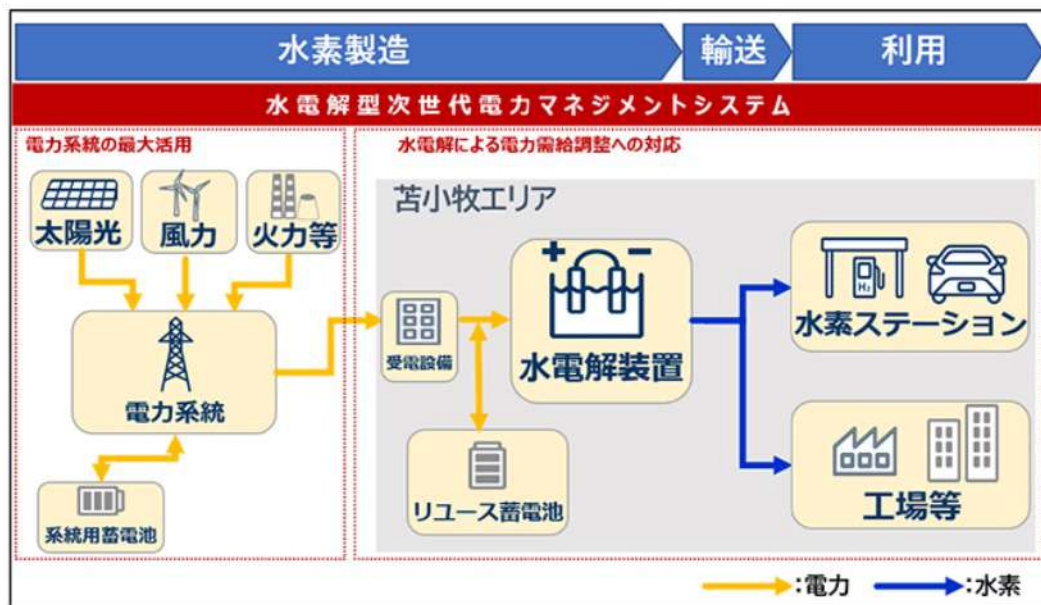 水素製造
輸送
利用
水電解型次世代電力マネジメントシステム
電力系統の最大活用
水電解による電力需給調整への対応
太陽光
風力
火力等
苫小牧エリア
+ −
H₂
水素ステーション
受電設備
水電解装置
電力系統
リユース蓄電池
工場等
系統用蓄電池
:電力
:水素